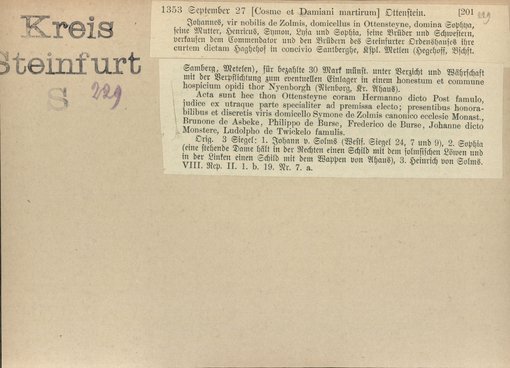 Kreis
Steinfurt
S 229
1353 September 27 [Cosme et Damiani martirum] Ottenstein. [201
229
Johannes, vir nobilis de Zolmis, domicellus in Ottensteyne, domina Sophya,
seine Mutter, Henricus, Symon, Lysa und Sophia, seine Brüder und Schwestern,
verkaufen dem Commendator und den Brüdern des Steinfurter Ordenshauses ihre
curtem dictam Haghehof in concivio Santberghe, Kspl. Metlen (Hegehoff, Bschft.
Samberg, Metelen), für bezahlte 30 Mark münst. unter Verzicht und Währschaft
mit der Verpflichtung zum eventuellen Einlager in einem honestum et commune
hospicium opidi thor Nyenborgh (Nienborg, Kr. Ahaus).
Acta sunt hec thon Ottensteyne coram Hermanno dicto Post famulo,
judice ex utraque parte specialiter ad premissa electo; presentibus honora-
bilibus et discretis viris domicello Symone de Zolmis canonico ecclesie Monast.,
Brunone de Asbeke, Philippo de Burse, Frederico de Burse, Johanne dicto
Monstere, Ludolpho de Twickelo famulis.
Orig. 3 Siegel: 1. Johann v. Solms (Westf. Siegel 24, 7 und 9), 2. Sophia
(eine stehende Dame hält in der Rechten einen Schild mit dem solmsischen Löwen und
in der Linken einen Schild mit dem Wappen von Ahaus), 3. Heinrich von Solms.
VIII. Rep. II. 1. b. 19. Nr. 7. a.